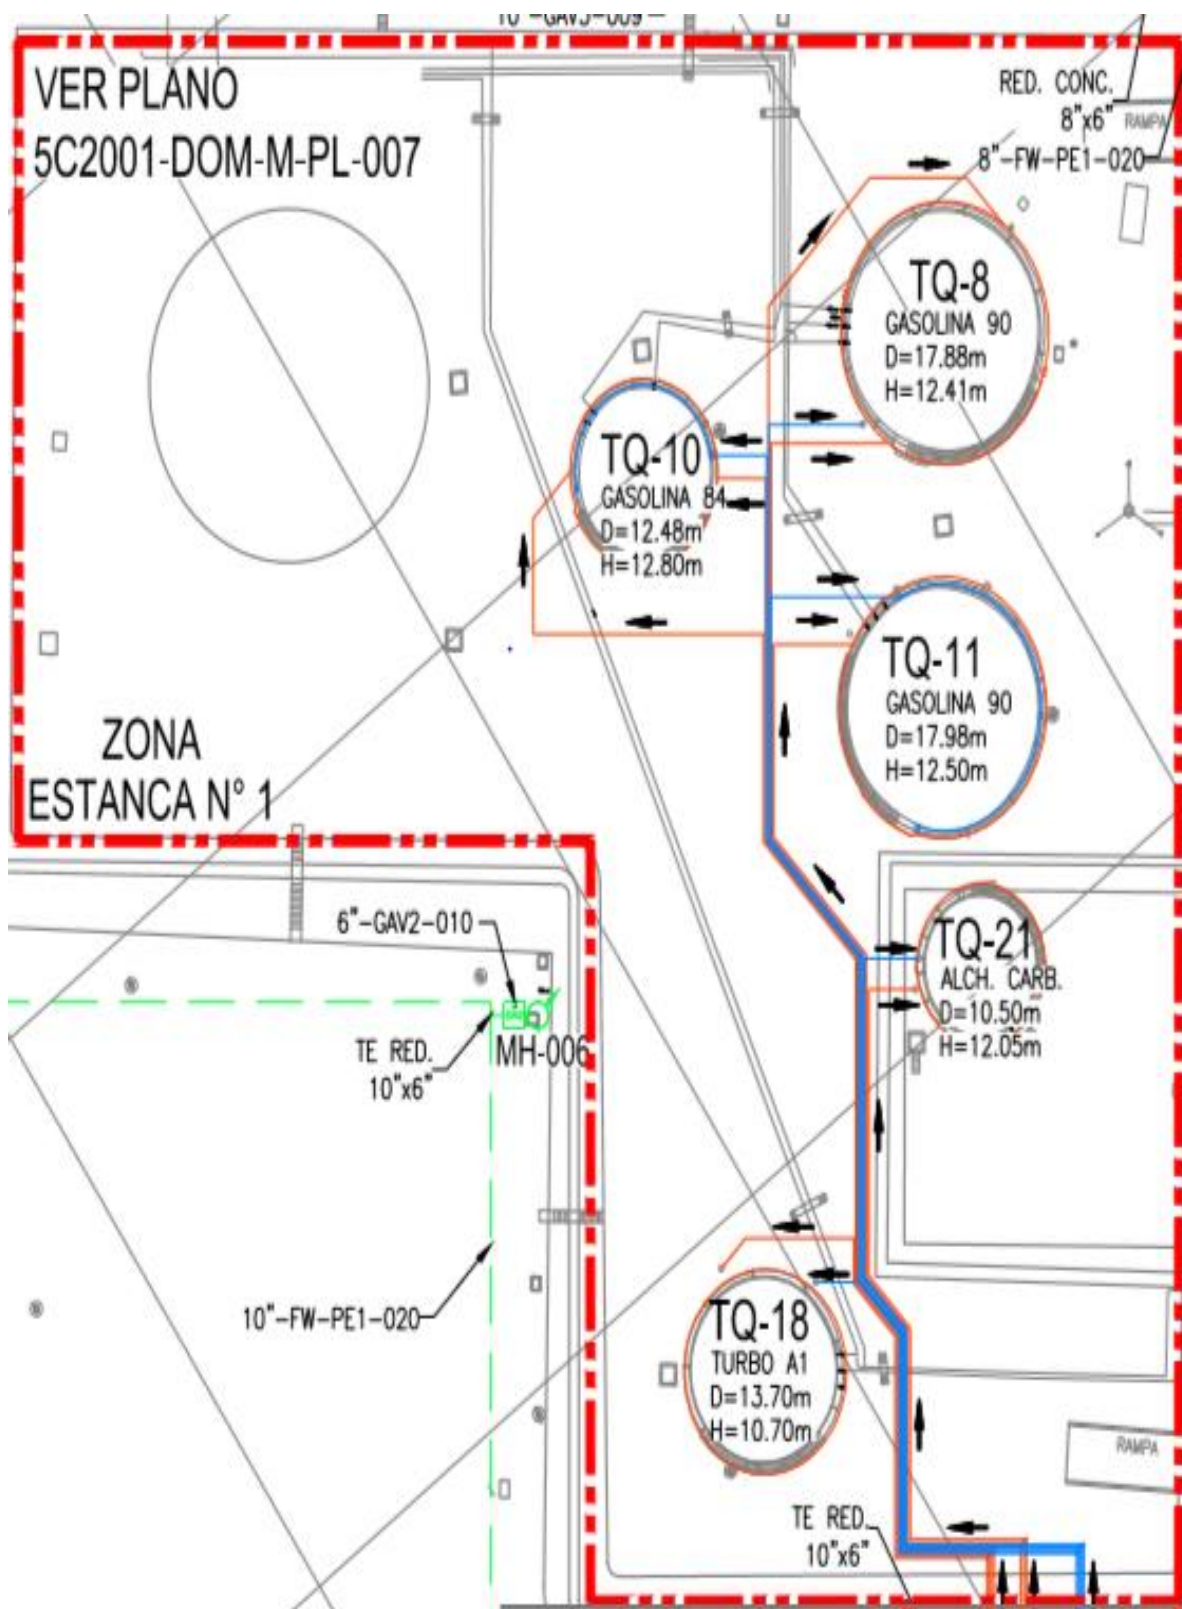 10"-GAV3-009
VER PLANO
5C2001-DOM-M-PL-007
RED. CONC.
8"x6"
RAMPA
8"-FW-PE1-020
TQ-8
GASOLINA 90
D=17.88m
H=12.41m
TQ-10
GASOLINA 84
D=12.48m
H=12.80m
TQ-11
GASOLINA 90
D=17.98m
H=12.50m
ZONA
ESTANCA N° 1
6"-GAV2-010
TQ-21
ALCH. CARB.
D=10.50m
H=12.05m
TE RED.
10"x6"
MH-006
10"-FW-PE1-020
TQ-18
TURBO A1
D=13.70m
H=10.70m
RAMPA
TE RED.
10"x6"